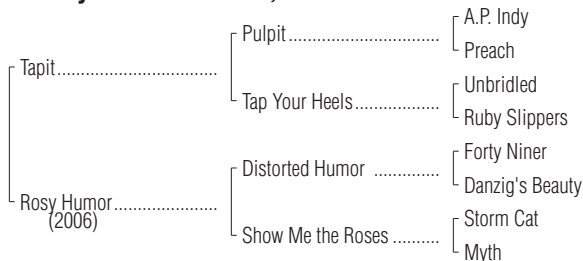 A.P. Indy
Pulpit
Preach
Tapit
Unbridled
Tap Your Heels
Ruby Slippers
Forty Niner
Distorted Humor
Danzig's Beauty
Rosy Humor
(2006)
Storm Cat
Show Me the Roses
Myth